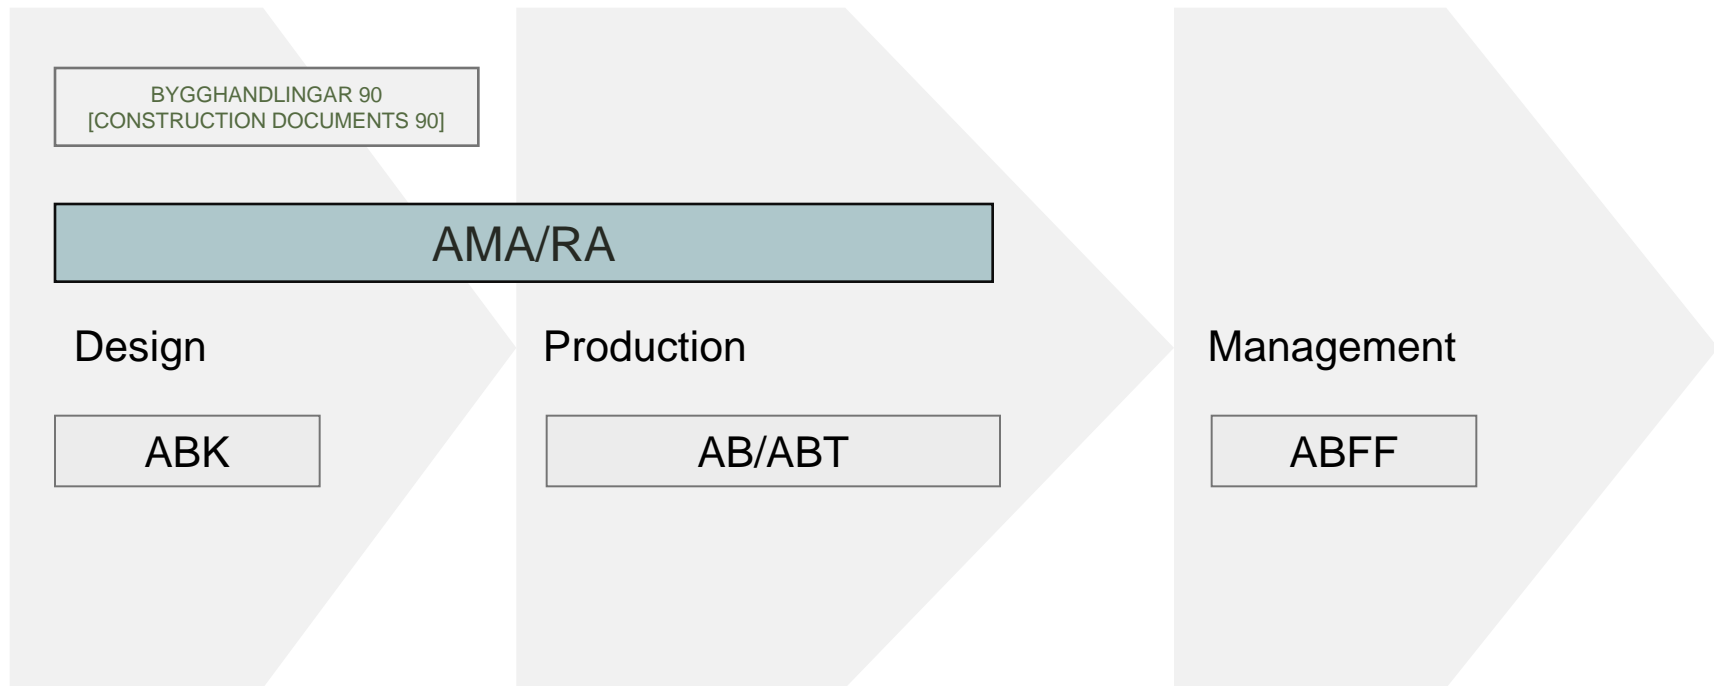 BYGGHANDLINGAR 90
[CONSTRUCTION DOCUMENTS 90]
AMA/RA
Design
Production
Management
ABK
AB/ABT
ABFF